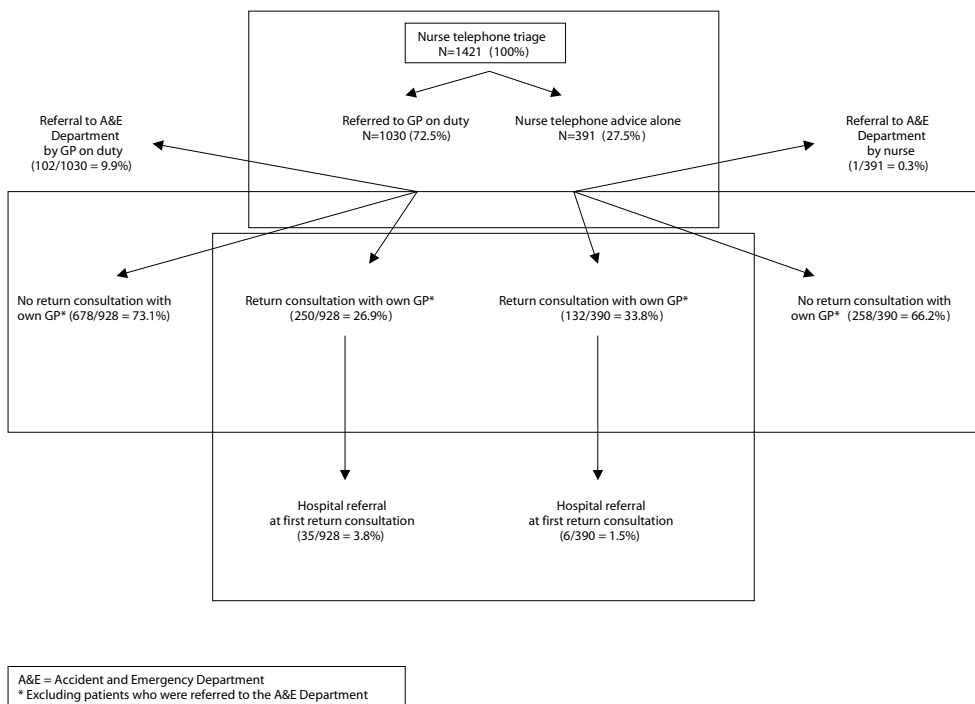 Nurse telephone triage
N=1421 (100%)
Referred to GP on duty
N=1030 (72.5%)
Nurse telephone advice alone
N=391 (27.5%)
Referral to A&E
Department
by GP on duty
(102/1030 = 9.9%)
Referral to A&E
Department
by nurse
(1/391 = 0.3%)
No return consultation with
own GP* (678/928 = 73.1%)
Return consultation with own GP*
(250/928 = 26.9%)
Return consultation with own GP*
(132/390 = 33.8%)
No return consultation with
own GP* (258/390 = 66.2%)
Hospital referral
at first return consultation
(35/928 = 3.8%)
Hospital referral
at first return consultation
(6/390 = 1.5%)
A&E = Accident and Emergency Department
* Excluding patients who were referred to the A&E Department